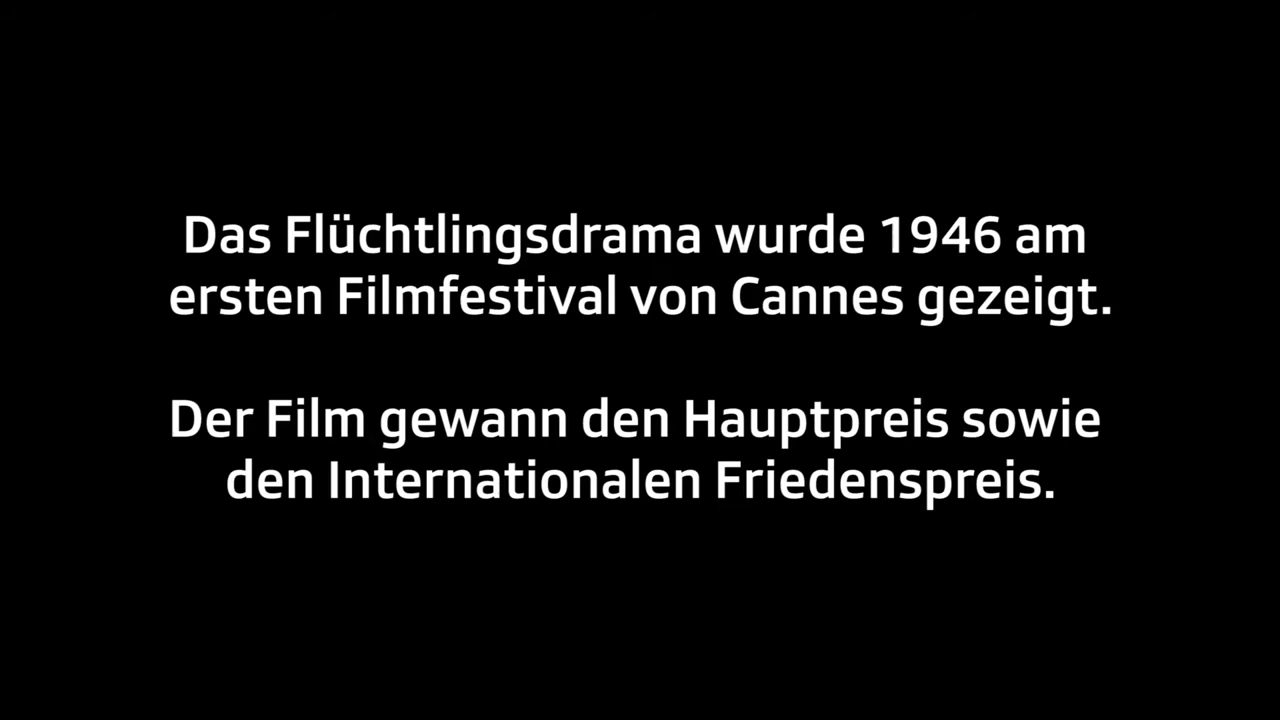 Das Flüchtlingsdrama wurde 1946 am
ersten Filmfestival von Cannes gezeigt.
Der Film gewann den Hauptpreis sowie
den Internationalen Friedenspreis.